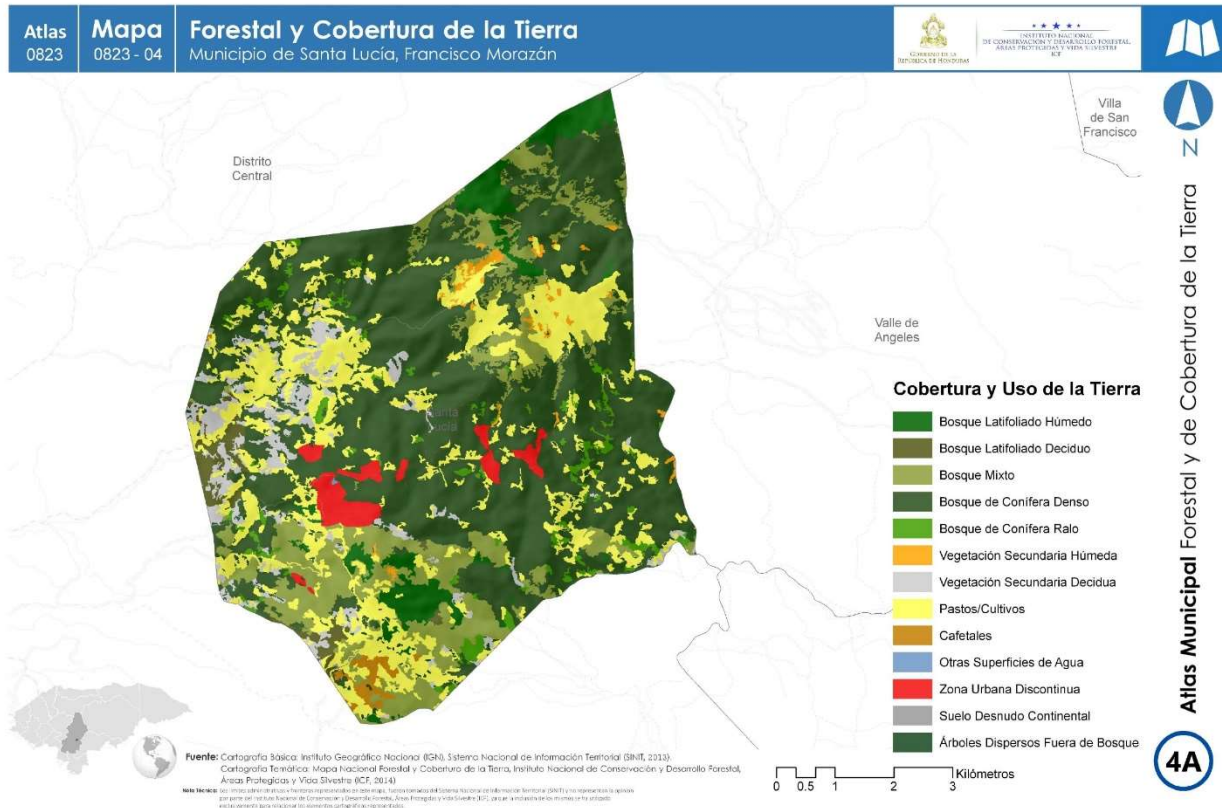 Atlas
0823
Mapa
0823 - 04
Forestal y Cobertura de la Tierra
Municipio de Santa Lucía, Francisco Morazán
GOBIERNO DE LA
REPÚBLICA DE HONDURAS
INSTITUTO NACIONAL
DE CONSERVACIÓN Y DESARROLLO FORESTAL,
ÁREAS PROTEGIDAS Y VIDA SILVESTRE
ICF
N
Atlas Municipal Forestal y de Cobertura de la Tierra
4A
Distrito
Central
Villa
de San
Francisco
Valle de
Angeles
Santa
Lucía
Cobertura y Uso de la Tierra
Bosque Latifoliado Húmedo
Bosque Latifoliado Deciduo
Bosque Mixto
Bosque de Conífera Denso
Bosque de Conífera Ralo
Vegetación Secundaria Húmeda
Vegetación Secundaria Decidua
Pastos/Cultivos
Cafetales
Otras Superficies de Agua
Zona Urbana Discontinua
Suelo Desnudo Continental
Árboles Dispersos Fuera de Bosque
Kilómetros
0 0.5 1 2 3
Fuente: Cartografía Básica: Instituto Geográfico Nacional (IGN), Sistema Nacional de Información Territorial (SINIT, 2013).
Cartografía Temática: Mapa Nacional Forestal y Cobertura de la Tierra, Instituto Nacional de Conservación y Desarrollo Forestal,
Áreas Protegidas y Vida Silvestre (ICF, 2014)